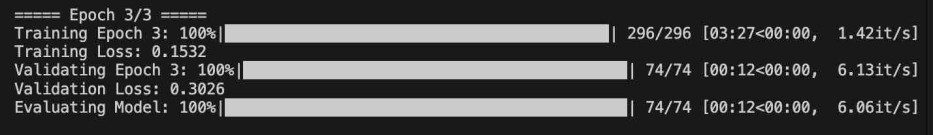 ===== Epoch 3/3 =====
Training Epoch 3: 100%|██████████| 296/296 [03:27<00:00,  1.42it/s]
Training Loss: 0.1532
Validating Epoch 3: 100%|██████████| 74/74 [00:12<00:00,  6.13it/s]
Validation Loss: 0.3026
Evaluating Model: 100%|██████████| 74/74 [00:12<00:00,  6.06it/s]